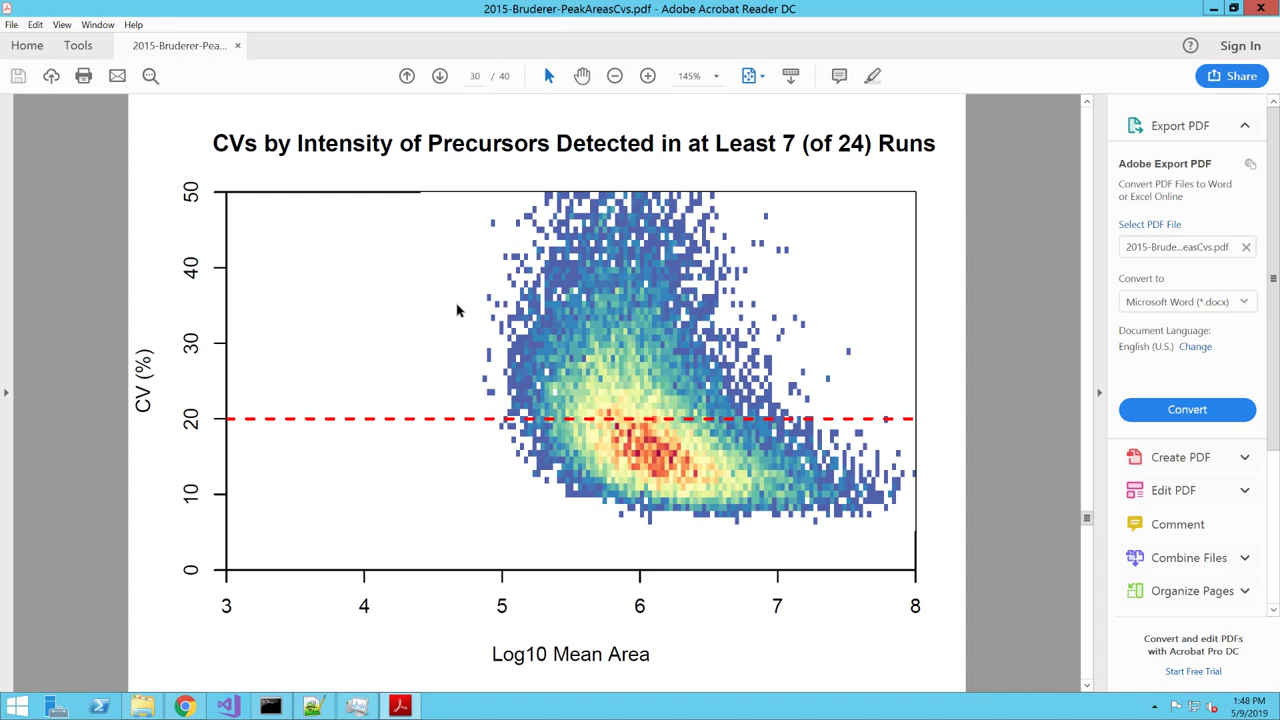 2015-Bruderer-PeakAreasCvs.pdf - Adobe Acrobat Reader DC
File Edit View Window Help
Home Tools 2015-Bruderer-Pea... × Sign In
30 / 40 145% Share
CVs by Intensity of Precursors Detected in at Least 7 (of 24) Runs
50
40
30
20
10
0
CV (%)
3 4 5 6 7 8
Log10 Mean Area
Export PDF
Adobe Export PDF
Convert PDF Files to Word
or Excel Online
Select PDF File
2015-Brude...easCvs.pdf
Convert to
Microsoft Word (*.docx)
Document Language:
English (U.S.) Change
Convert
Create PDF
Edit PDF
Comment
Combine Files
Organize Pages
Convert and edit PDFs
with Acrobat Pro DC
Start Free Trial
1:48 PM
5/9/2019